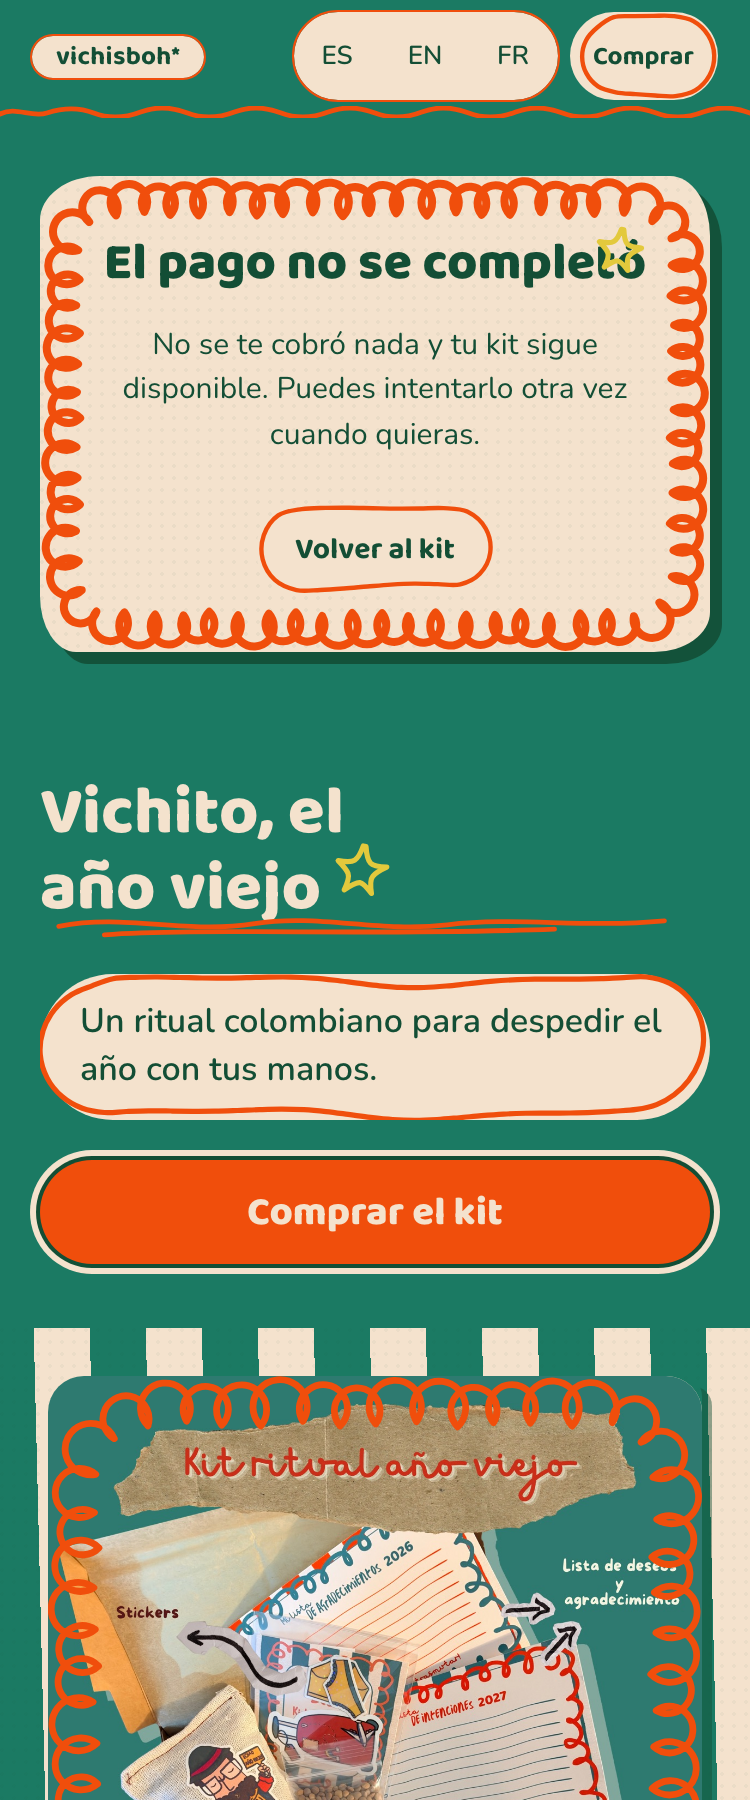 vichisboh*
ES EN FR
Comprar
El pago no se completó
No se te cobró nada y tu kit sigue
disponible. Puedes intentarlo otra vez
cuando quieras.
Volver al kit
Vichito, el
año viejo
Un ritual colombiano para despedir el
año con tus manos.
Comprar el kit
Kit ritual año viejo
Lista de deseos
y
agradecimiento
Stickers
Mi lista
DE AGRADECIMIENTOS 2026
DE INTENCIONES 2027